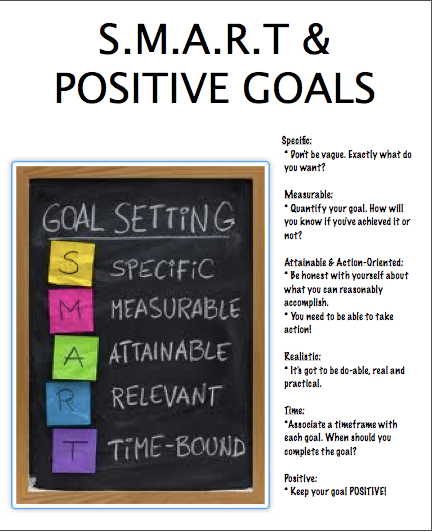 S.M.A.R.T &
POSITIVE GOALS
GOAL SETTING
S SPECIFIC
M MEASURABLE
A ATTAINABLE
R RELEVANT
T TIME-BOUND
Specific:
* Don't be vague. Exactly what do
you want?
Measurable:
* Quantify your goal. How will
you know if you've achieved it or
not?
Attainable & Action-Oriented:
* Be honest with yourself about
what you can reasonably
accomplish.
* You need to be able to take
action!
Realistic:
* It's got to be do-able, real and
practical.
Time:
*Associate a timeframe with
each goal. When should you
complete the goal?
Positive:
* Keep your goal POSITIVE!